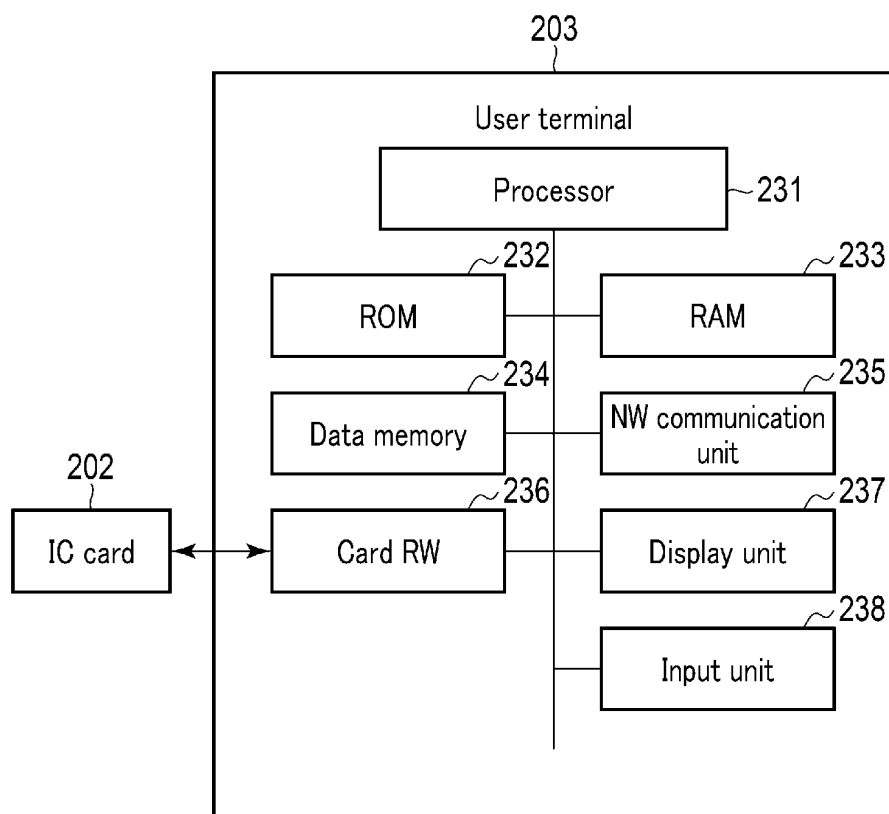 203
User terminal
Processor
231
232
233
ROM
RAM
234
235
Data memory
NW communication
unit
202
236
237
IC card
Card RW
Display unit
238
Input unit